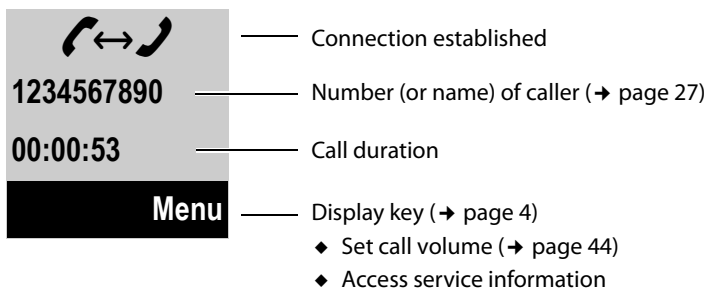 Connection established
1234567890
Number (or name) of caller (➔ page 27)
00:00:53
Call duration
Menu
Display key (➔ page 4)
◆ Set call volume (➔ page 44)
◆ Access service information